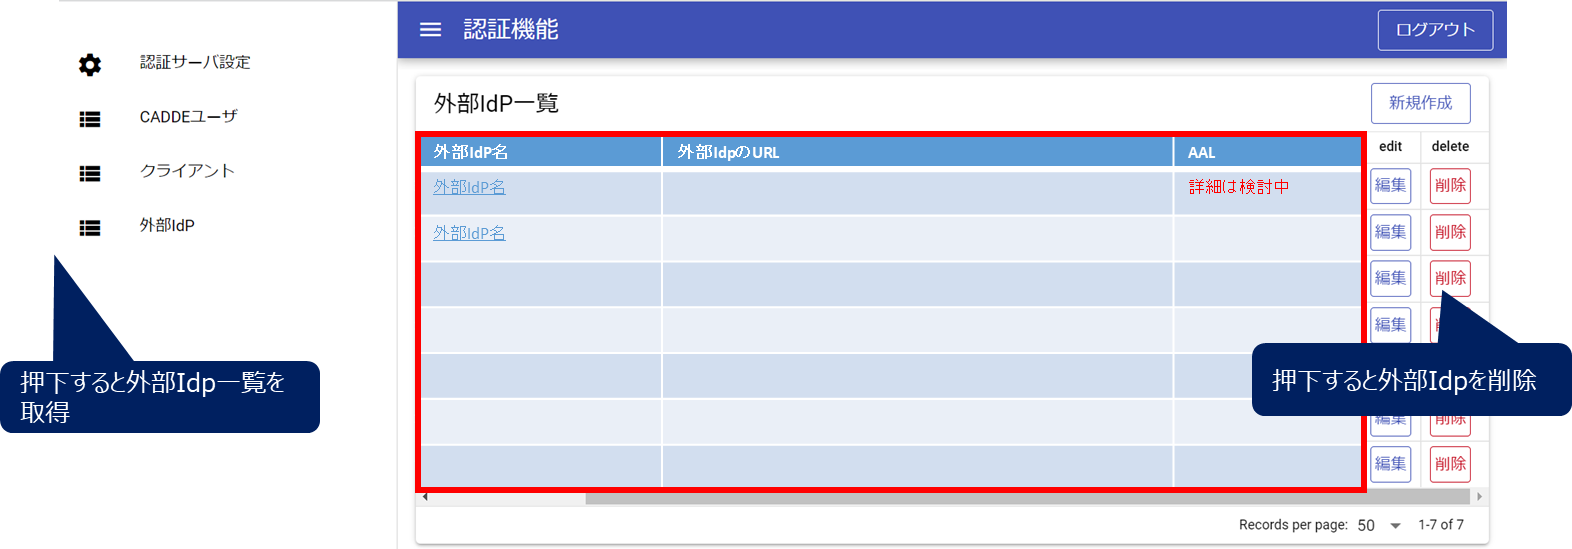 認証機能
ログアウト
認証サーバ設定
CADDEユーザ
クライアント
外部IdP
押下すると外部Idp一覧を
取得
外部IdP一覧
新規作成
外部IdP名 外部IdpのURL AAL edit delete
外部IdP名 詳細は検討中 編集 削除
外部IdP名 編集 削除
編集 削除
編集
押下すると外部Idpを削除
編集 削除
編集 削除
Records per page: 50 1-7 of 7